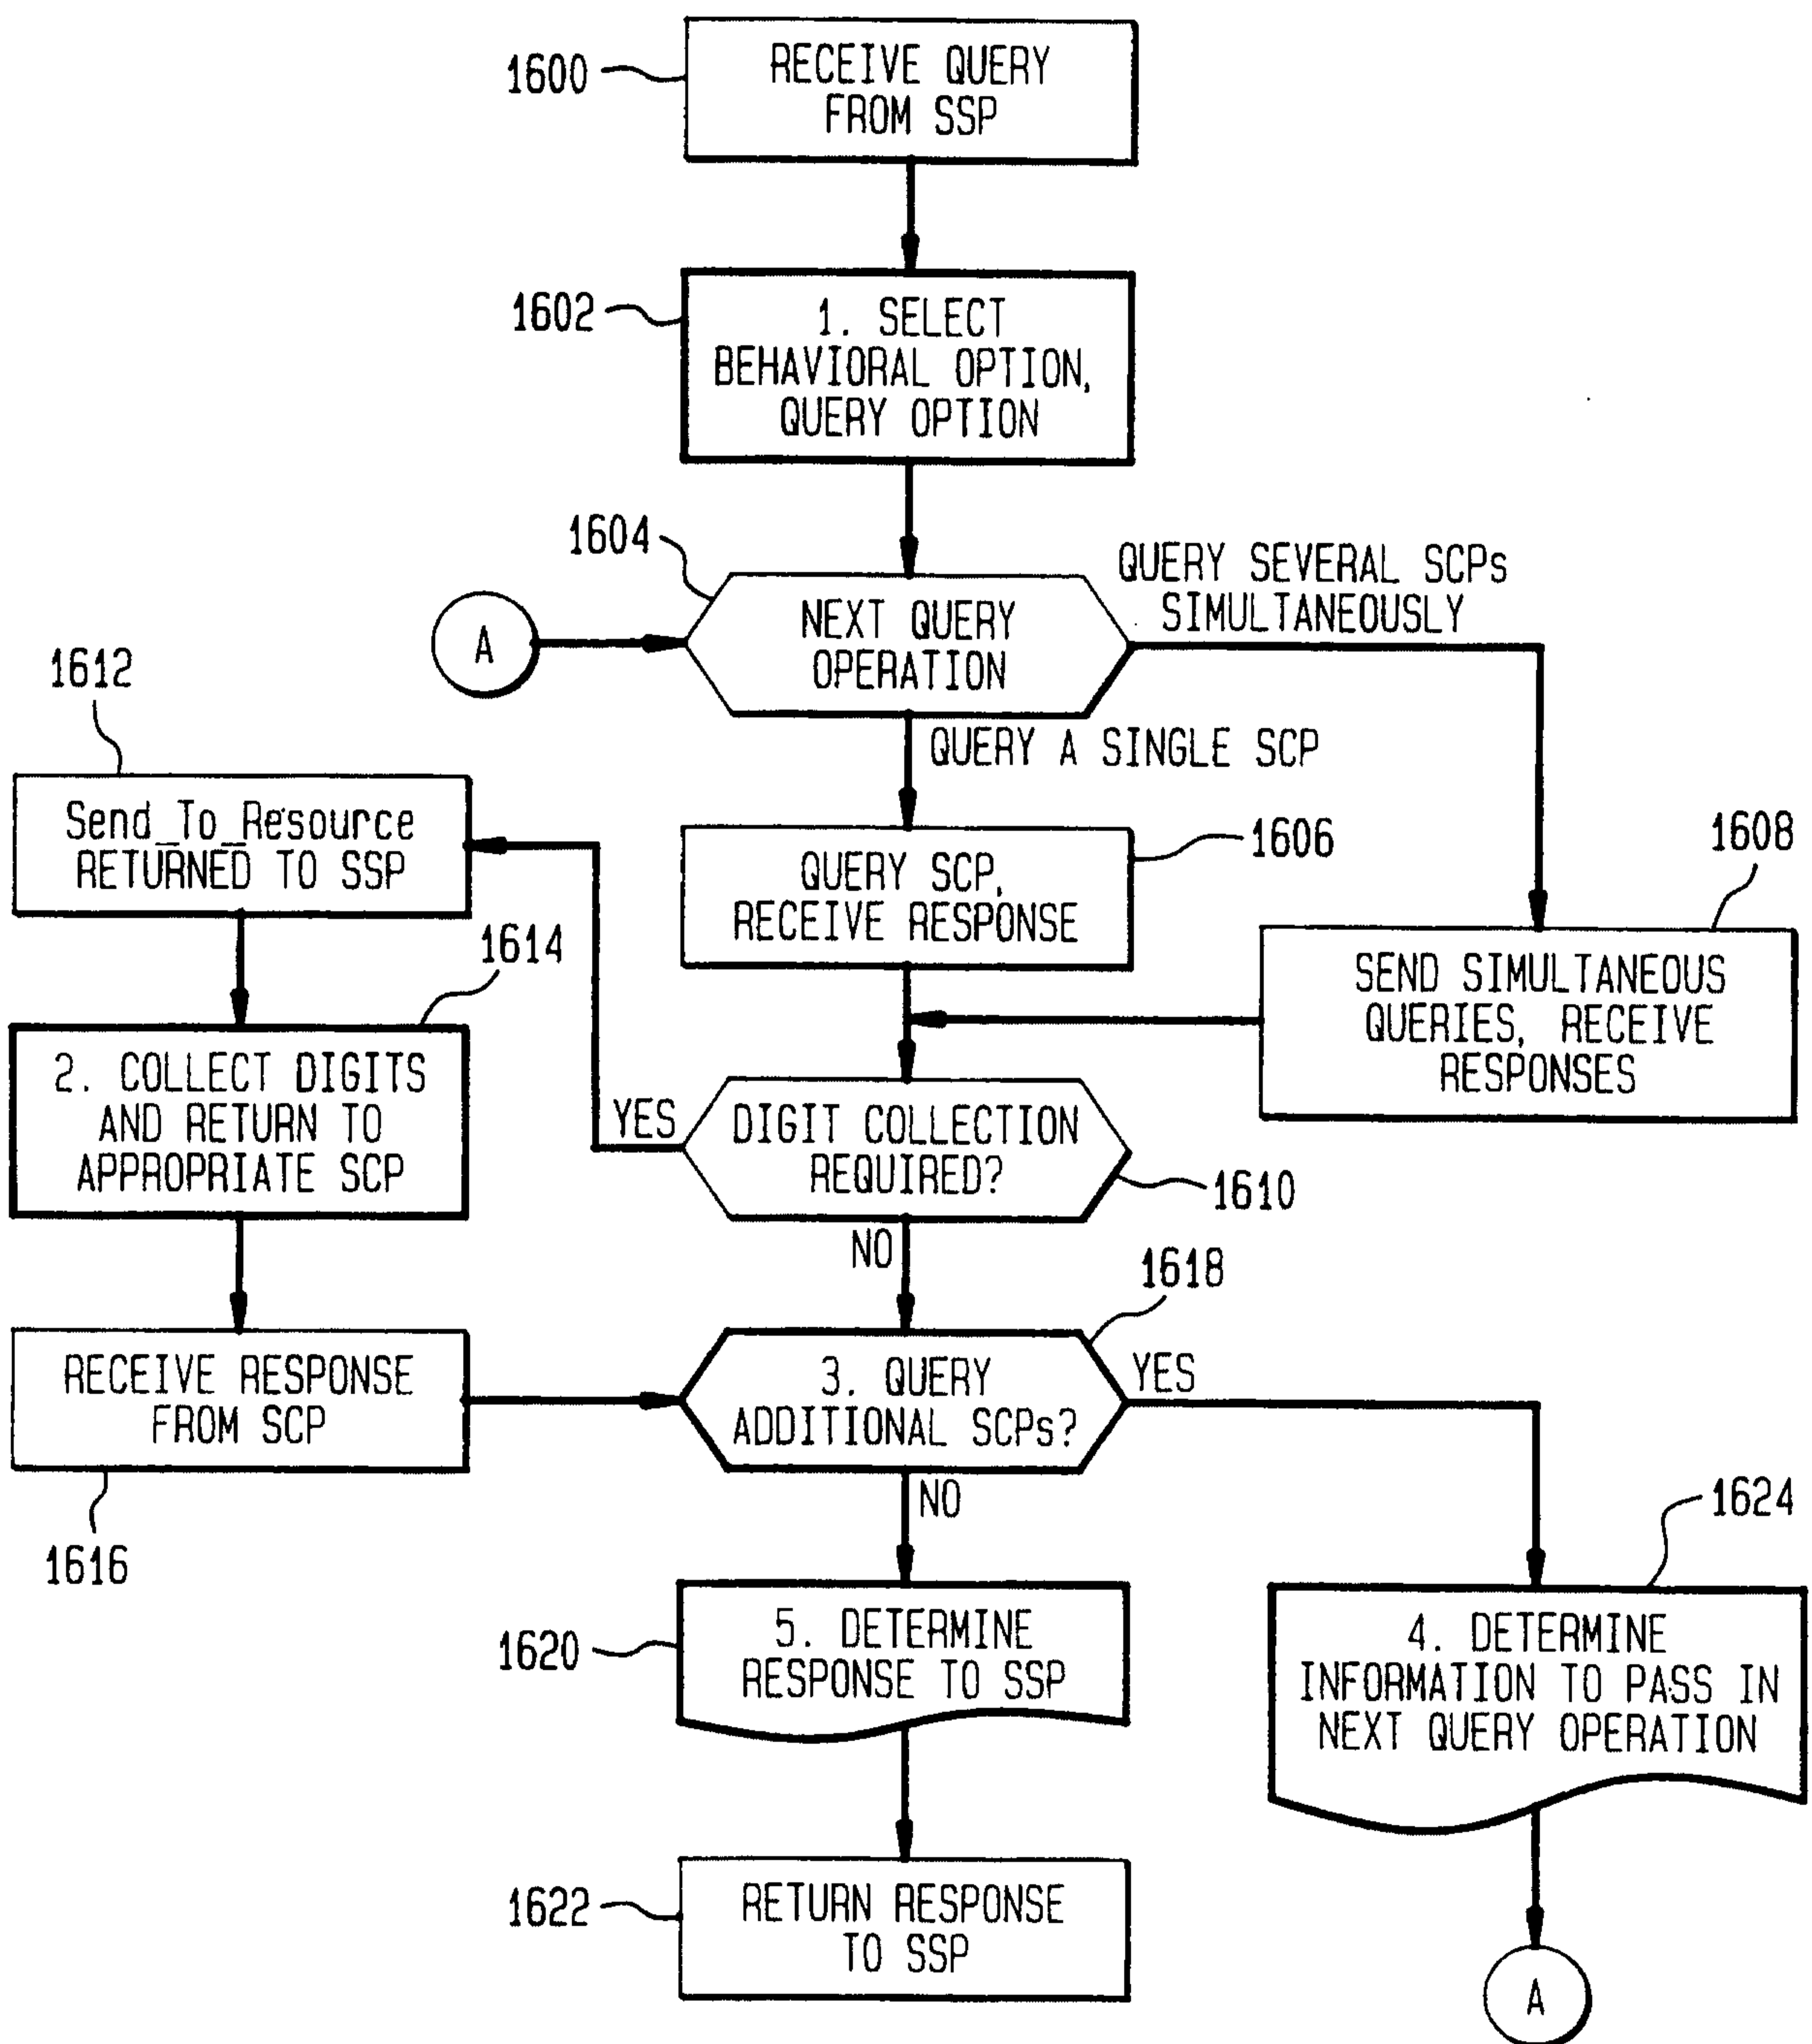 1600
RECEIVE QUERY
FROM SSP
1602
1. SELECT
BEHAVIORAL OPTION,
QUERY OPTION
1604
NEXT QUERY
OPERATION
A
QUERY SEVERAL SCPs
SIMULTANEOUSLY
QUERY A SINGLE SCP
1612
Send_To_Resource
RETURNED TO SSP
1606
QUERY SCP,
RECEIVE RESPONSE
1608
SEND SIMULTANEOUS
QUERIES, RECEIVE
RESPONSES
1614
2. COLLECT DIGITS
AND RETURN TO
APPROPRIATE SCP
YES
DIGIT COLLECTION
REQUIRED?
1610
NO
1618
RECEIVE RESPONSE
FROM SCP
1616
3. QUERY
ADDITIONAL SCPs?
YES
NO
1624
1620
5. DETERMINE
RESPONSE TO SSP
4. DETERMINE
INFORMATION TO PASS IN
NEXT QUERY OPERATION
1622
RETURN RESPONSE
TO SSP
A